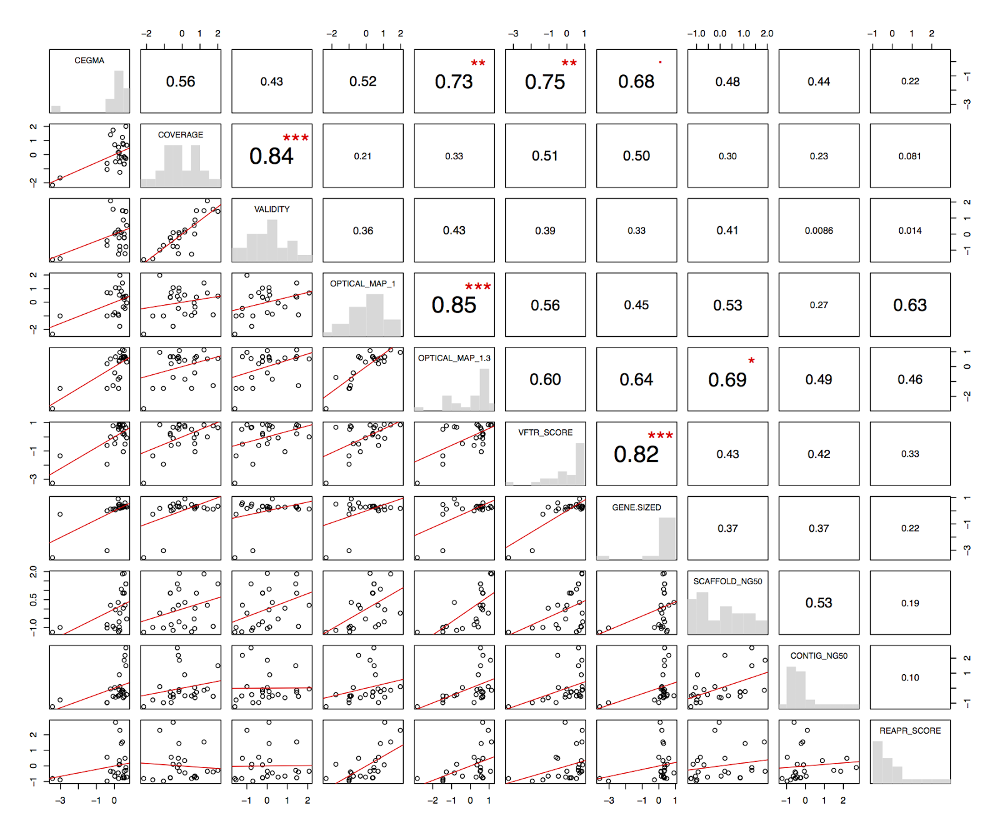 −2 0 1 2 −3 −1 0 1 −1.0 0.0 1.0 2.0 −1 0 1 2
CEGMA 0.56 0.43 0.52 0.73 ** 0.75 ** 0.68 . 0.48 0.44 0.22 −3 −1
−2 0 1 2 COVERAGE 0.84 *** 0.21 0.33 0.51 0.50 0.30 0.23 0.081
VALIDITY 0.36 0.43 0.39 0.33 0.41 0.0086 0.014 −1 0 1 2
−2 0 1 2 OPTICAL_MAP_1 0.85 *** 0.56 0.45 0.53 0.27 0.63
OPTICAL_MAP_1.3 0.60 0.64 0.69 * 0.49 0.46 −2 0 1
−3 −1 1 VFTR_SCORE 0.82 *** 0.43 0.42 0.33
GENE.SIZED 0.37 0.37 0.22 −3 −1 1
−1.0 0.5 2.0 SCAFFOLD_NG50 0.53 0.19
CONTIG_NG50 0.10 −1 1 2
−1 0 1 2 REAPR_SCORE
−3 −1 0 −1 0 1 2 −2 −1 0 1 −3 −1 0 1 −1 0 1 2